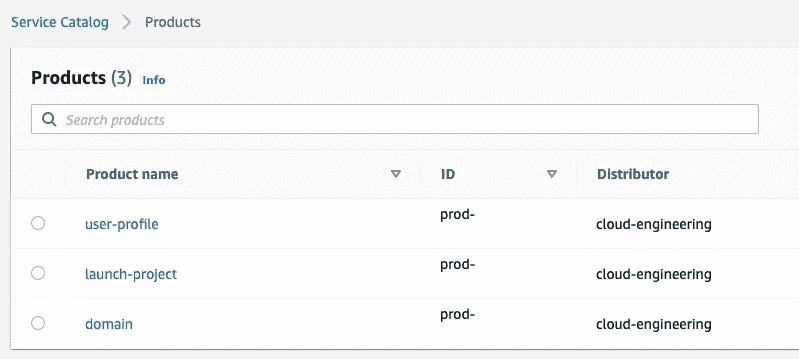 Service Catalog > Products
Products (3) Info
Search products
Product name ID Distributor
user-profile prod- cloud-engineering
launch-project prod- cloud-engineering
domain prod- cloud-engineering